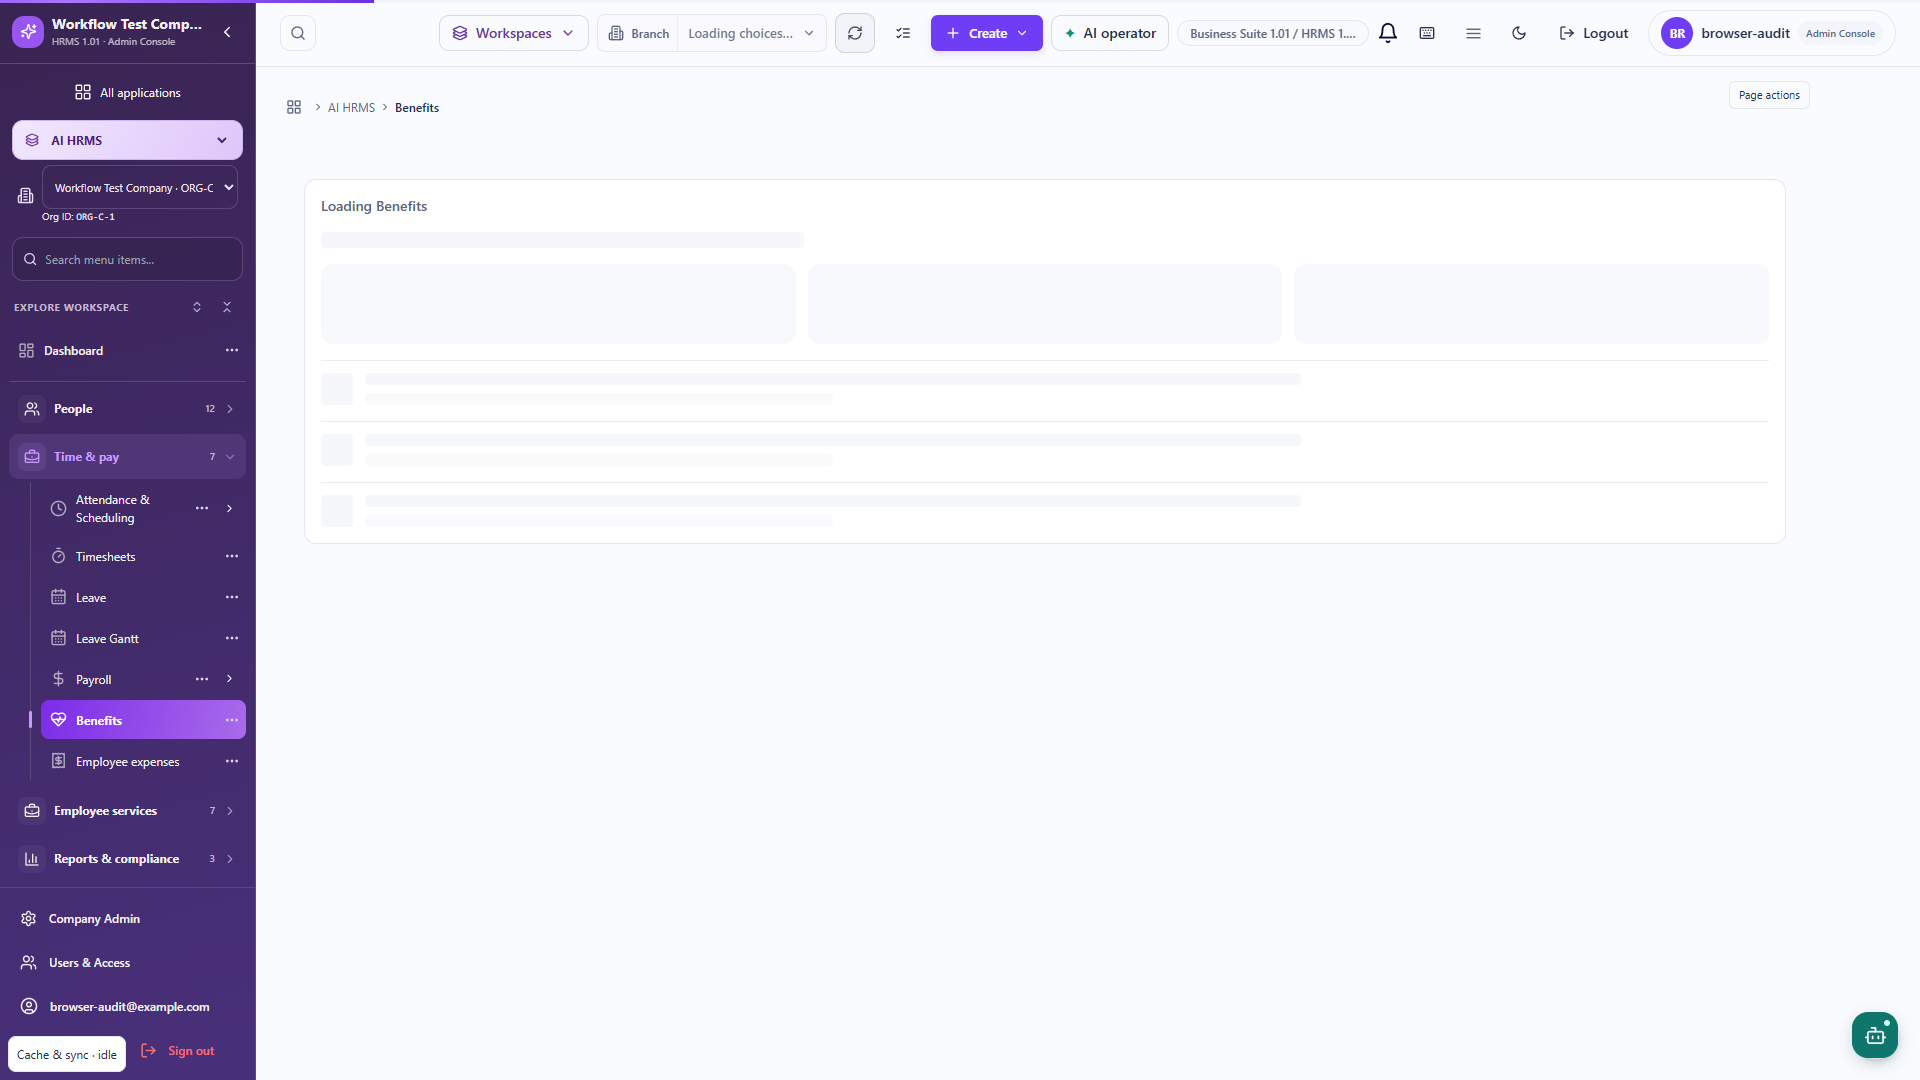 Workflow Test Comp...
HRMS 1.01 · Admin Console
All applications
AI HRMS
Workflow Test Company · ORG-C
Org ID: ORG-C-1
Search menu items...
EXPLORE WORKSPACE
Dashboard
People 12
Time & pay 7
Attendance &
Scheduling
Timesheets
Leave
Leave Gantt
Payroll
Benefits
Employee expenses
Employee services 7
Reports & compliance 3
Company Admin
Users & Access
browser-audit@example.com
Cache & sync · idle
Sign out
Workspaces
Branch
Loading choices...
Create
AI operator
Business Suite 1.01 / HRMS 1....
Logout
BR
browser-audit
Admin Console
AI HRMS
Benefits
Page actions
Loading Benefits